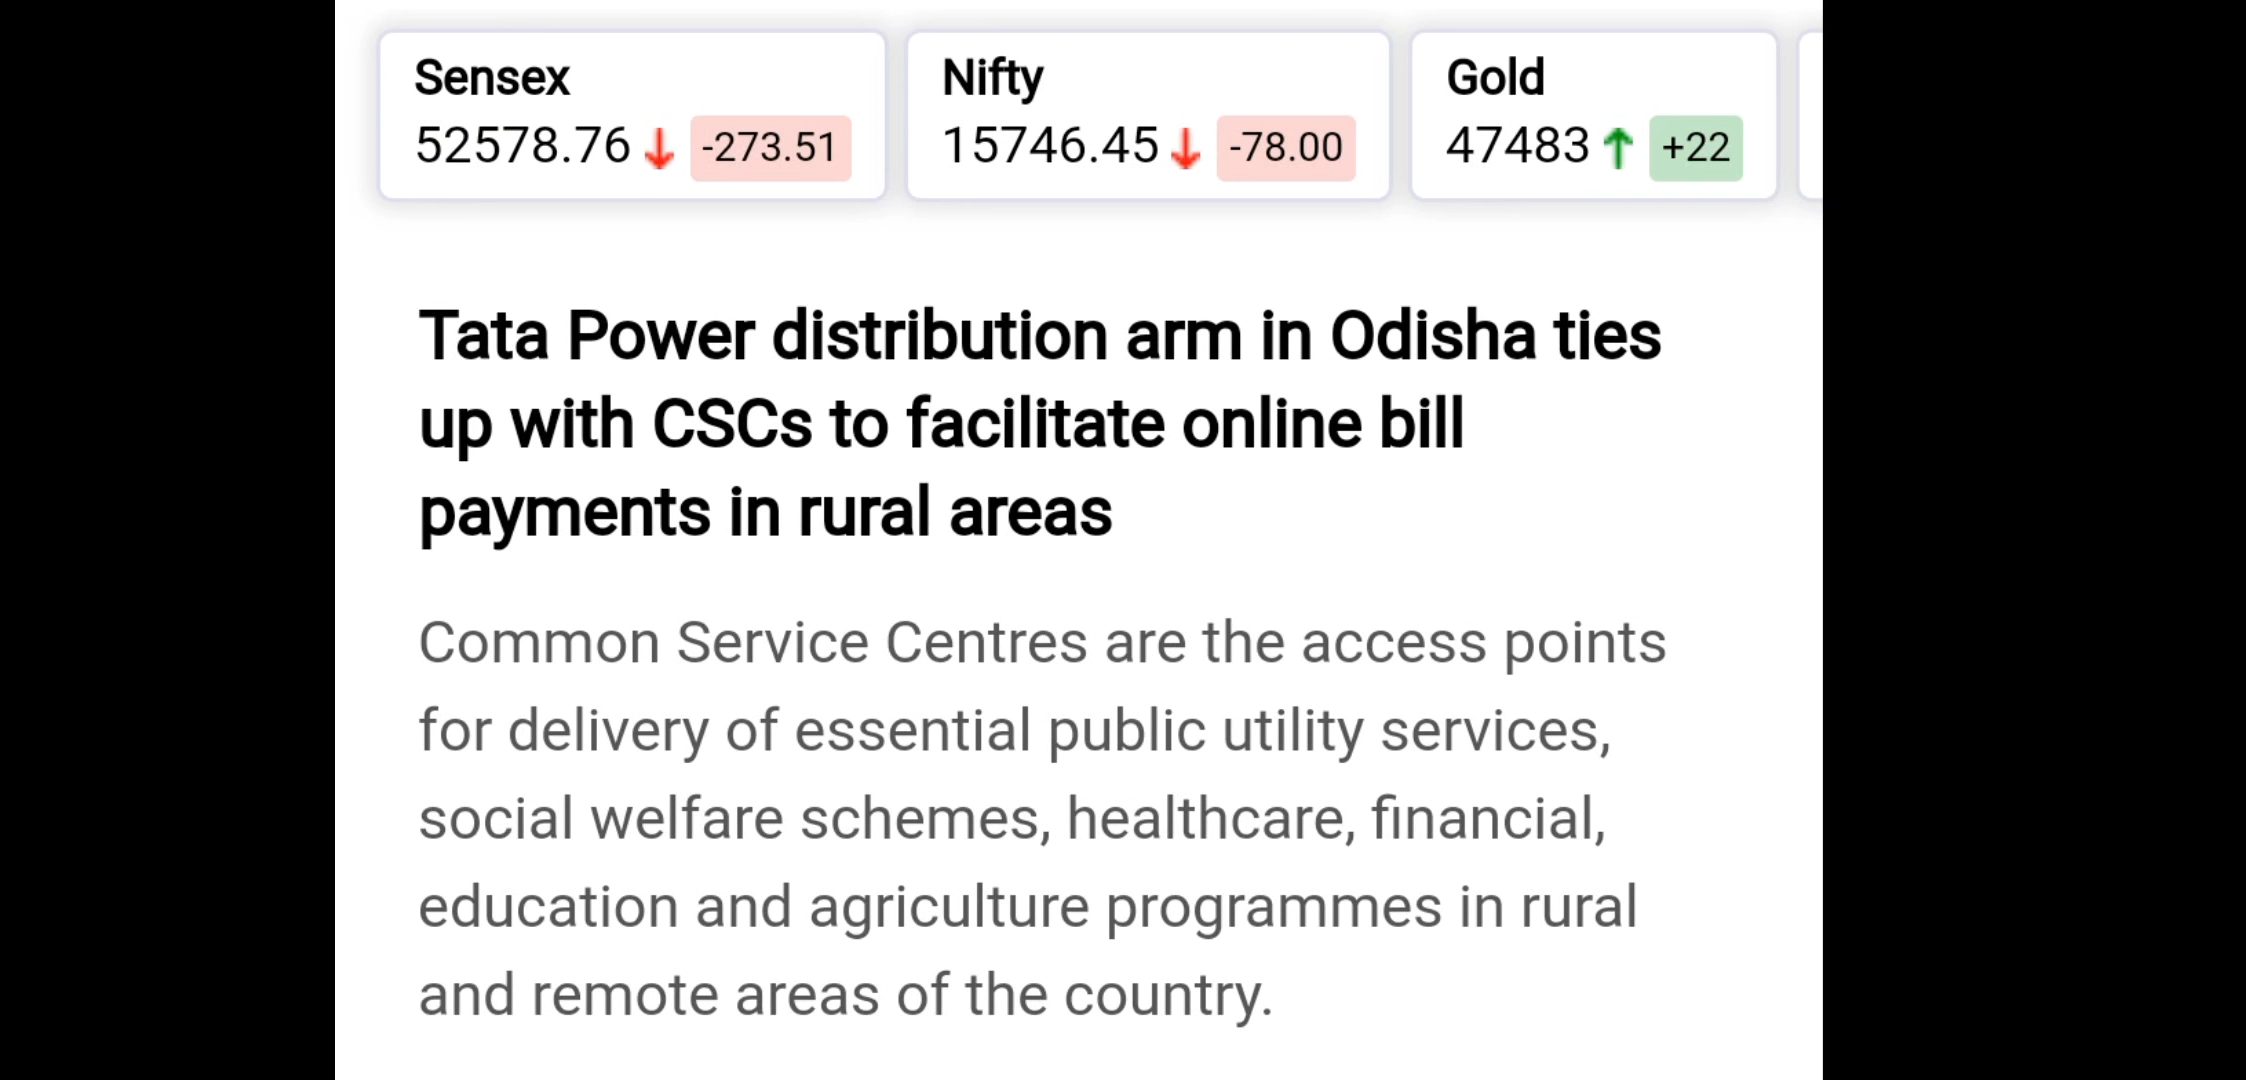 Sensex
52578.76 ↓ -273.51
Nifty
15746.45 ↓ -78.00
Gold
47483 ↑ +22
Tata Power distribution arm in Odisha ties
up with CSCs to facilitate online bill
payments in rural areas
Common Service Centres are the access points
for delivery of essential public utility services,
social welfare schemes, healthcare, financial,
education and agriculture programmes in rural
and remote areas of the country.